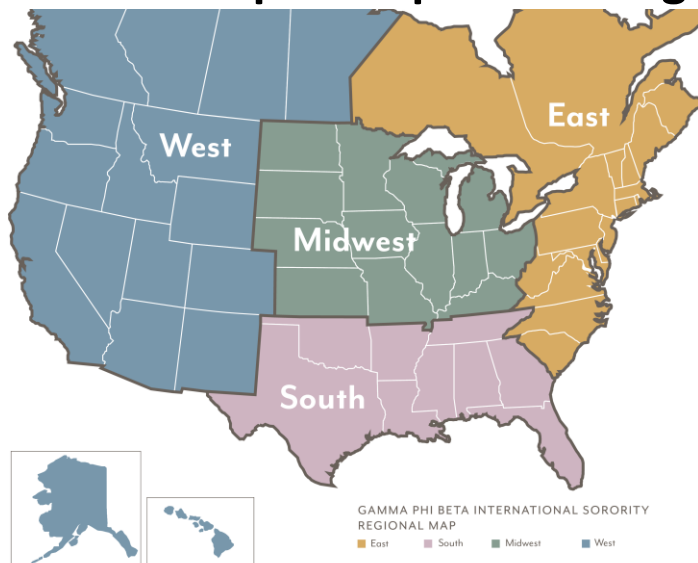 West
East
Midwest
South
GAMMA PHI BETA INTERNATIONAL SORORITY
REGIONAL MAP
East South Midwest West